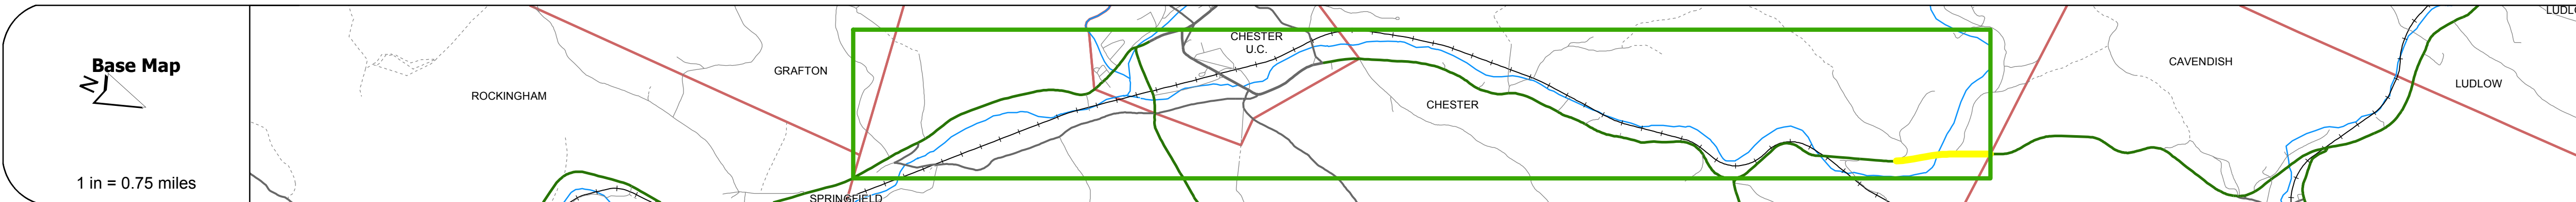 Base Map
N
1 in = 0.75 miles
ROCKINGHAM
GRAFTON
SPRINGFIELD
CHESTER
U.C.
CHESTER
CAVENDISH
LUDLOW